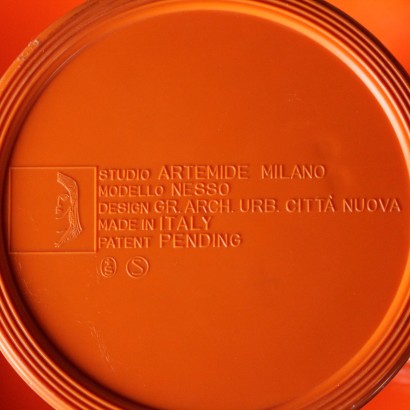 STUDIO ARTEMIDE MILANO
MODELLO NESSO
DESIGN GR. ARCH. URB. CITTÀ NUOVA
MADE IN ITALY
PATENT PENDING
S